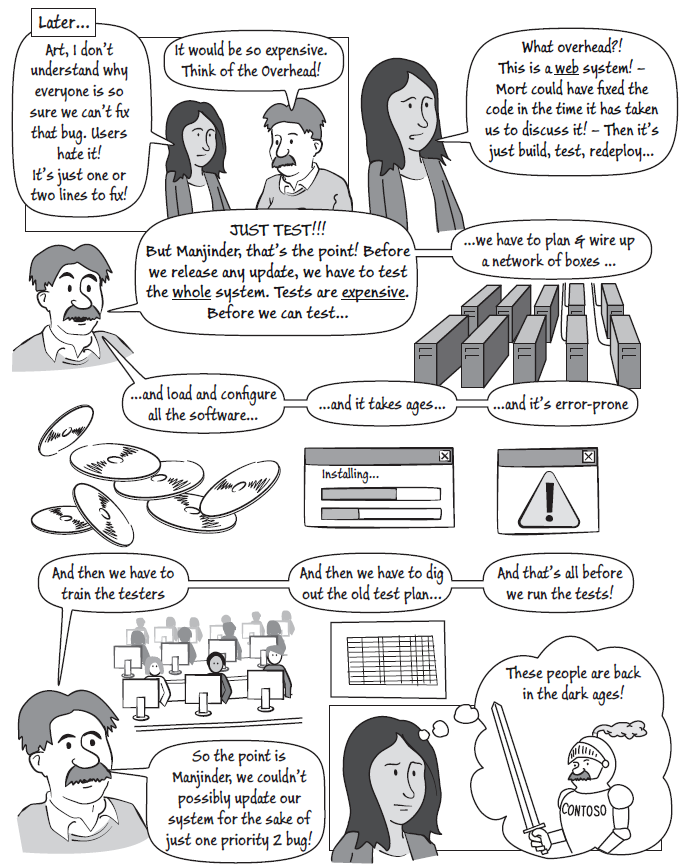 Later...
Art, I don't
understand why
everyone is so
sure we can't fix
that bug. Users
hate it!
It's just one or
two lines to fix!
It would be so expensive.
Think of the Overhead!
What overhead?!
This is a web system! –
Mort could have fixed the
code in the time it has taken
us to discuss it! – Then it's
just build, test, redeploy...
JUST TEST!!!
But Manjinder, that's the point! Before
we release any update, we have to test
the whole system. Tests are expensive.
Before we can test...
...we have to plan & wire up
a network of boxes ...
...and load and configure
all the software...
...and it takes ages...
...and it's error-prone
Installing...
And then we have to
train the testers
And then we have to dig
out the old test plan...
And that's all before
we run the tests!
So the point is
Manjinder, we couldn't
possibly update our
system for the sake of
just one priority 2 bug!
These people are back
in the dark ages!
CONTOSO